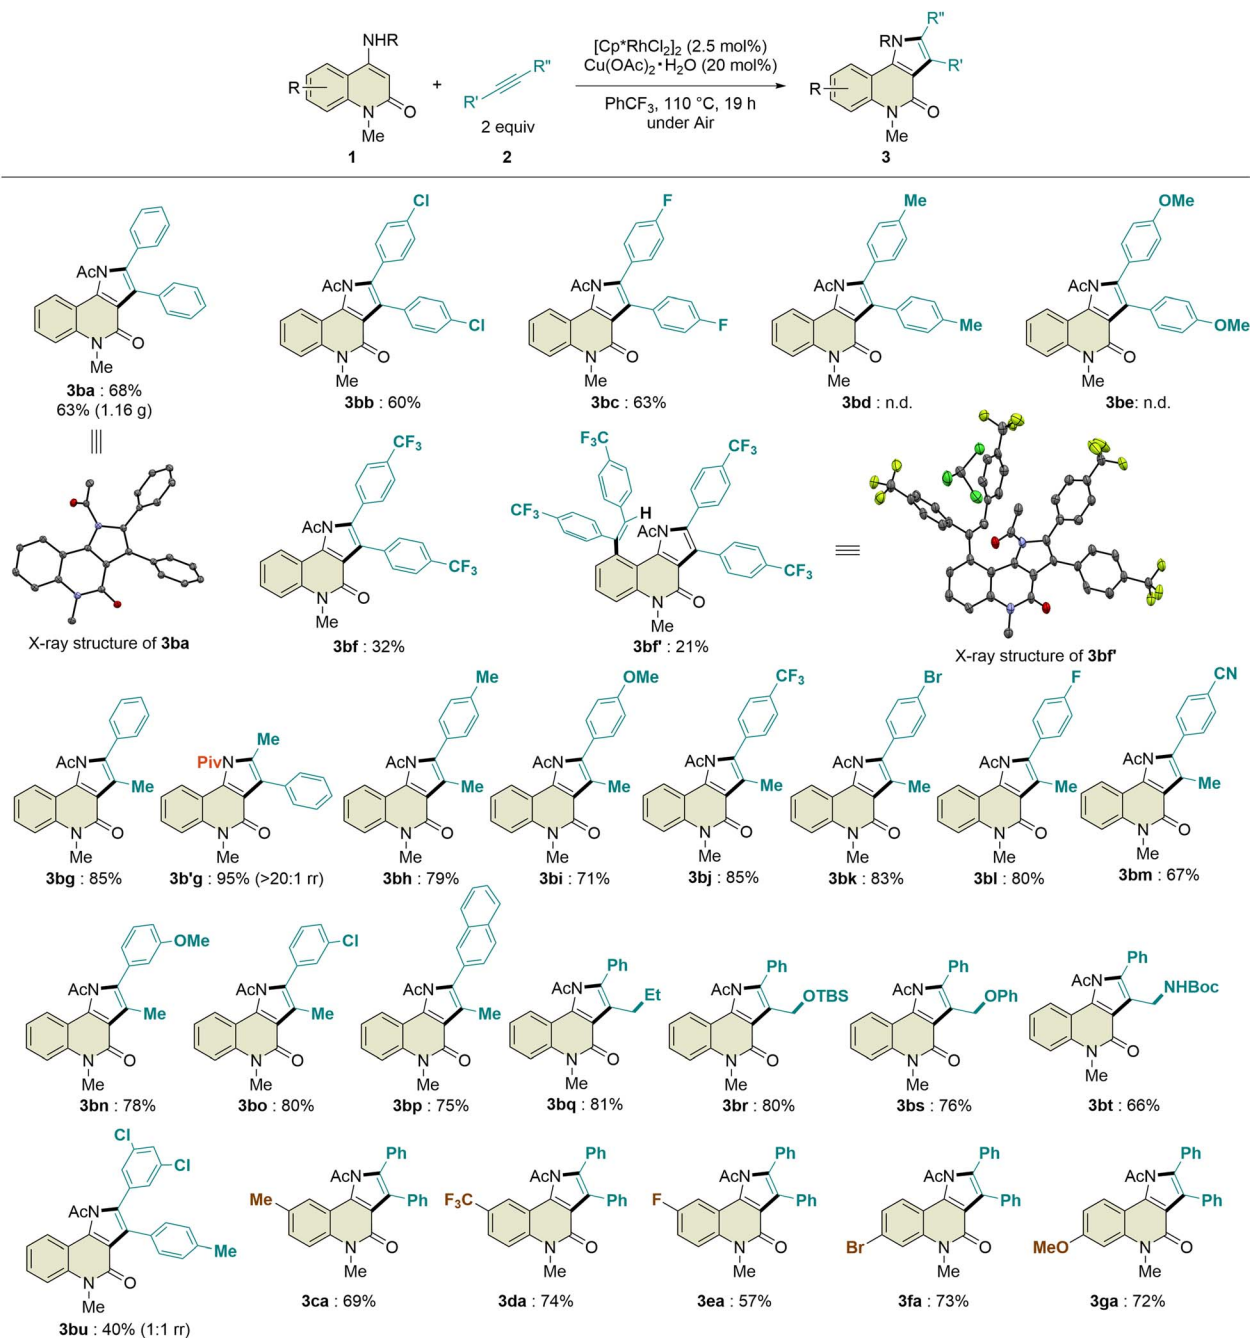 NHR
R
N
O
Me
1
+
R'
R"
2 equiv
2
[Cp*RhCl2]2 (2.5 mol%)
Cu(OAc)2•H2O (20 mol%)
PhCF3, 110 °C, 19 h
under Air
R"
RN
R'
R
N
O
Me
3
AcN
N
O
Me
3ba : 68%
63% (1.16 g)
Cl
AcN
Cl
N
O
Me
3bb : 60%
F
AcN
F
N
O
Me
3bc : 63%
Me
AcN
Me
N
O
Me
3bd : n.d.
OMe
AcN
OMe
N
O
Me
3be: n.d.
X-ray structure of 3ba
CF3
AcN
CF3
N
O
Me
3bf : 32%
CF3
CF3
CF3
H
AcN
CF3
N
O
Me
3bf' : 21%
X-ray structure of 3bf'
AcN
Me
N
O
Me
3bg : 85%
PivN
Me
N
O
Me
3b'g : 95% (>20:1 rr)
Me
AcN
Me
N
O
Me
3bh : 79%
OMe
AcN
Me
N
O
Me
3bi : 71%
CF3
AcN
Me
N
O
Me
3bj : 85%
Br
AcN
Me
N
O
Me
3bk : 83%
F
AcN
Me
N
O
Me
3bl : 80%
CN
AcN
Me
N
O
Me
3bm : 67%
OMe
AcN
Me
N
O
Me
3bn : 78%
Cl
AcN
Me
N
O
Me
3bo : 80%
AcN
Me
N
O
Me
3bp : 75%
Ph
AcN
Et
N
O
Me
3bq : 81%
Ph
AcN
OTBS
N
O
Me
3br : 80%
Ph
AcN
OPh
N
O
Me
3bs : 76%
Ph
AcN
NHBoc
N
O
Me
3bt : 66%
Cl
Cl
AcN
Me
N
O
Me
3bu : 40% (1:1 rr)
Ph
AcN
Ph
Me
N
O
Me
3ca : 69%
Ph
AcN
Ph
F3C
N
O
Me
3da : 74%
Ph
AcN
Ph
F
N
O
Me
3ea : 57%
Ph
AcN
Ph
Br
N
O
Me
3fa : 73%
Ph
AcN
Ph
MeO
N
O
Me
3ga : 72%